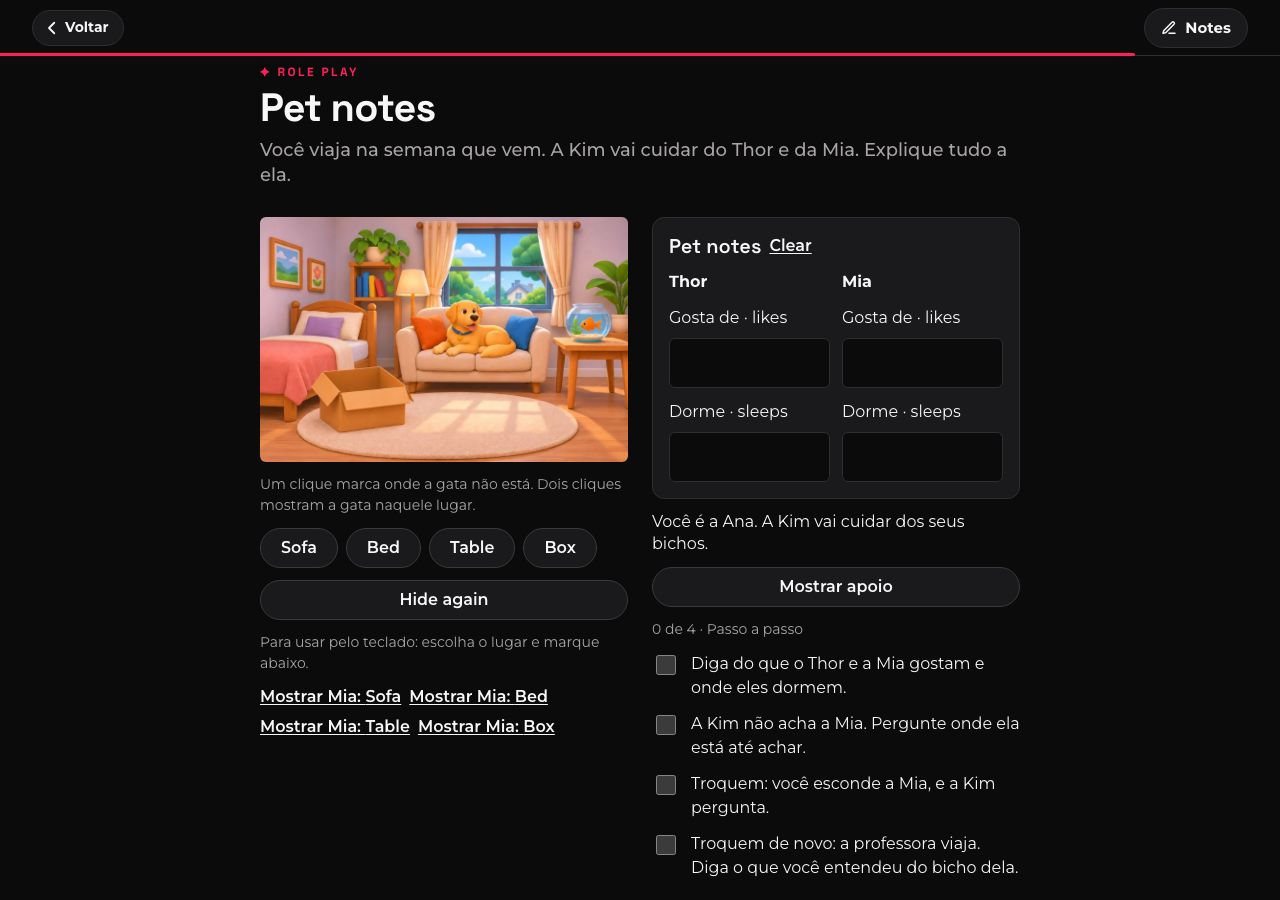 Voltar
Notes
ROLE PLAY
Pet notes
Você viaja na semana que vem. A Kim vai cuidar do Thor e da Mia. Explique tudo a
ela.
Um clique marca onde a gata não está. Dois cliques
mostram a gata naquele lugar.
Sofa
Bed
Table
Box
Hide again
Para usar pelo teclado: escolha o lugar e marque
abaixo.
Mostrar Mia: Sofa
Mostrar Mia: Bed
Mostrar Mia: Table
Mostrar Mia: Box
Pet notes
Clear
Thor
Mia
Gosta de · likes
Gosta de · likes
Dorme · sleeps
Dorme · sleeps
Você é a Ana. A Kim vai cuidar dos seus
bichos.
Mostrar apoio
0 de 4 · Passo a passo
Diga do que o Thor e a Mia gostam e
onde eles dormem.
A Kim não acha a Mia. Pergunte onde ela
está até achar.
Troquem: você esconde a Mia, e a Kim
pergunta.
Troquem de novo: a professora viaja.
Diga o que você entendeu do bicho dela.